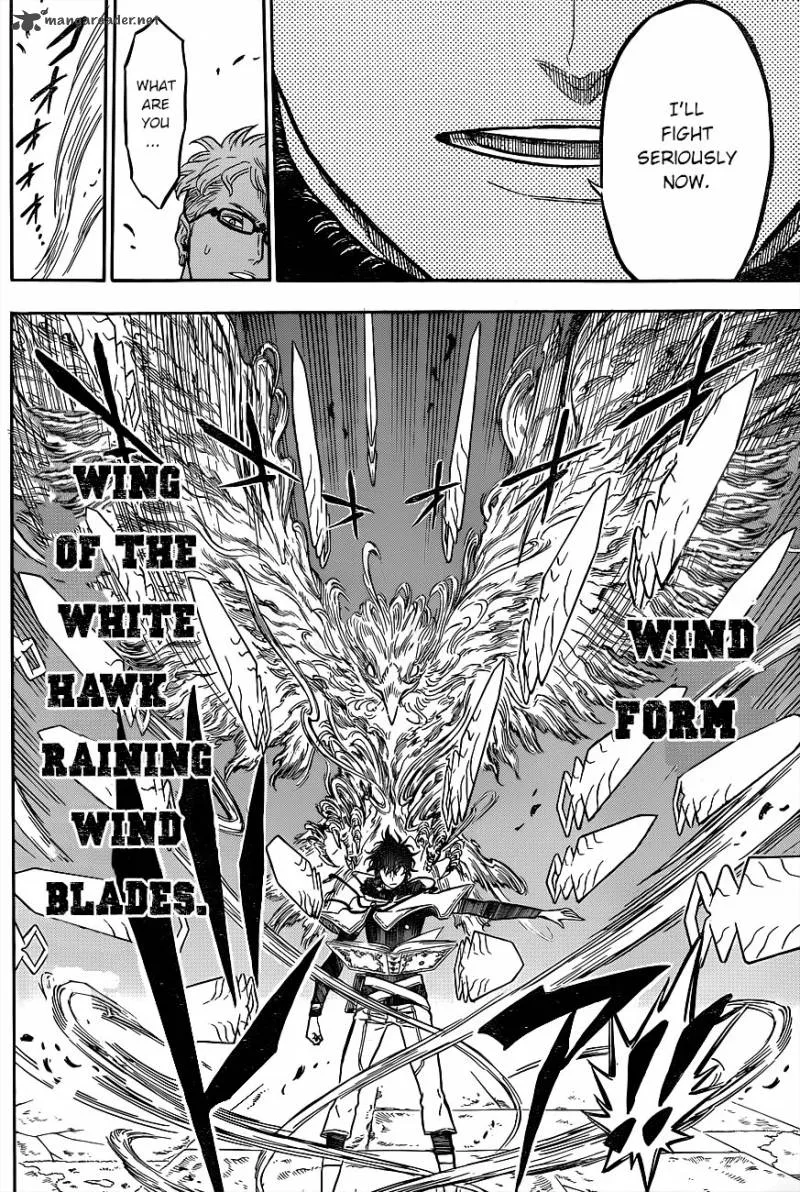 mangareader.net
I'LL
FIGHT
SERIOUSLY
NOW.
WHAT
ARE
YOU
...
WIND
FORM
WING
OF THE
WHITE
HAWK
RAINING
WIND
BLADES.
!!